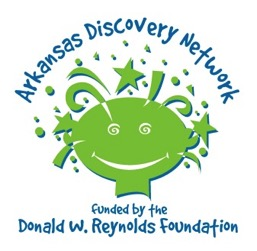 Arkansas Discovery Network
funded by the
Donald W. Reynolds Foundation